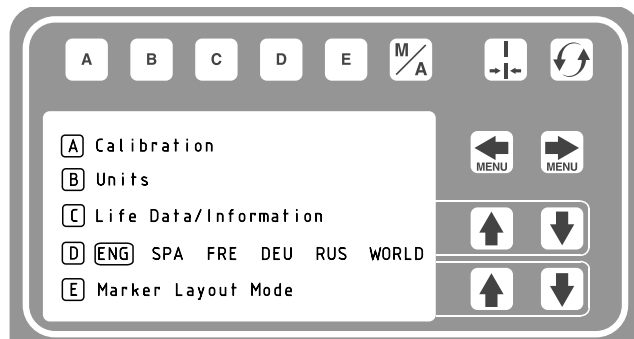 A B C D E M/A
MENU MENU
A Calibration
B Units
C Life Data/Information
D ENG SPA FRE DEU RUS WORLD
E Marker Layout Mode